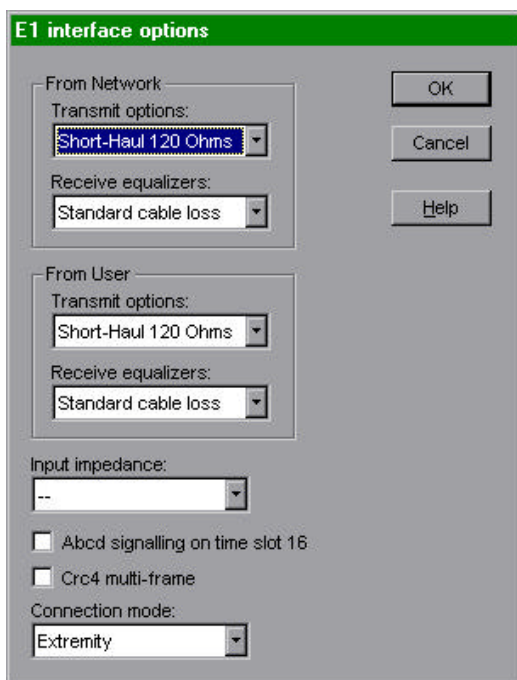 E1 interface options
From Network
Transmit options:
Short-Haul 120 Ohms
Receive equalizers:
Standard cable loss
OK
Cancel
Help
From User
Transmit options:
Short-Haul 120 Ohms
Receive equalizers:
Standard cable loss
Input impedance:
--
Abcd signalling on time slot 16
Crc4 multi-frame
Connection mode:
Extremity